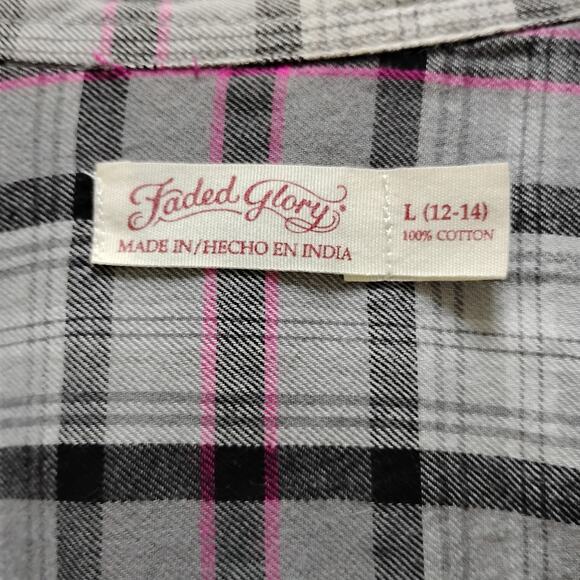 Faded Glory®
MADE IN/HECHO EN INDIA
L (12-14)
100% COTTON